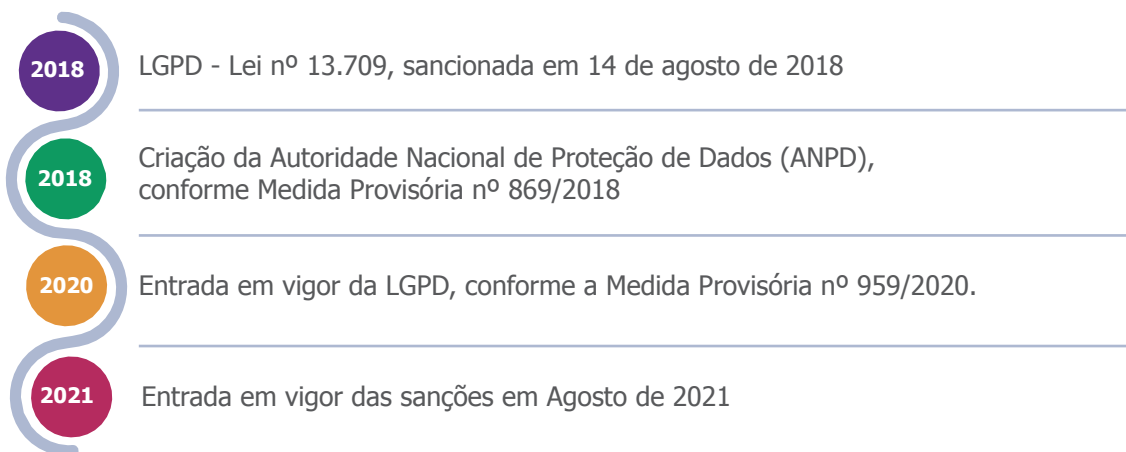 2018
LGPD - Lei nº 13.709, sancionada em 14 de agosto de 2018
2018
Criação da Autoridade Nacional de Proteção de Dados (ANPD),
conforme Medida Provisória nº 869/2018
2020
Entrada em vigor da LGPD, conforme a Medida Provisória nº 959/2020.
2021
Entrada em vigor das sanções em Agosto de 2021